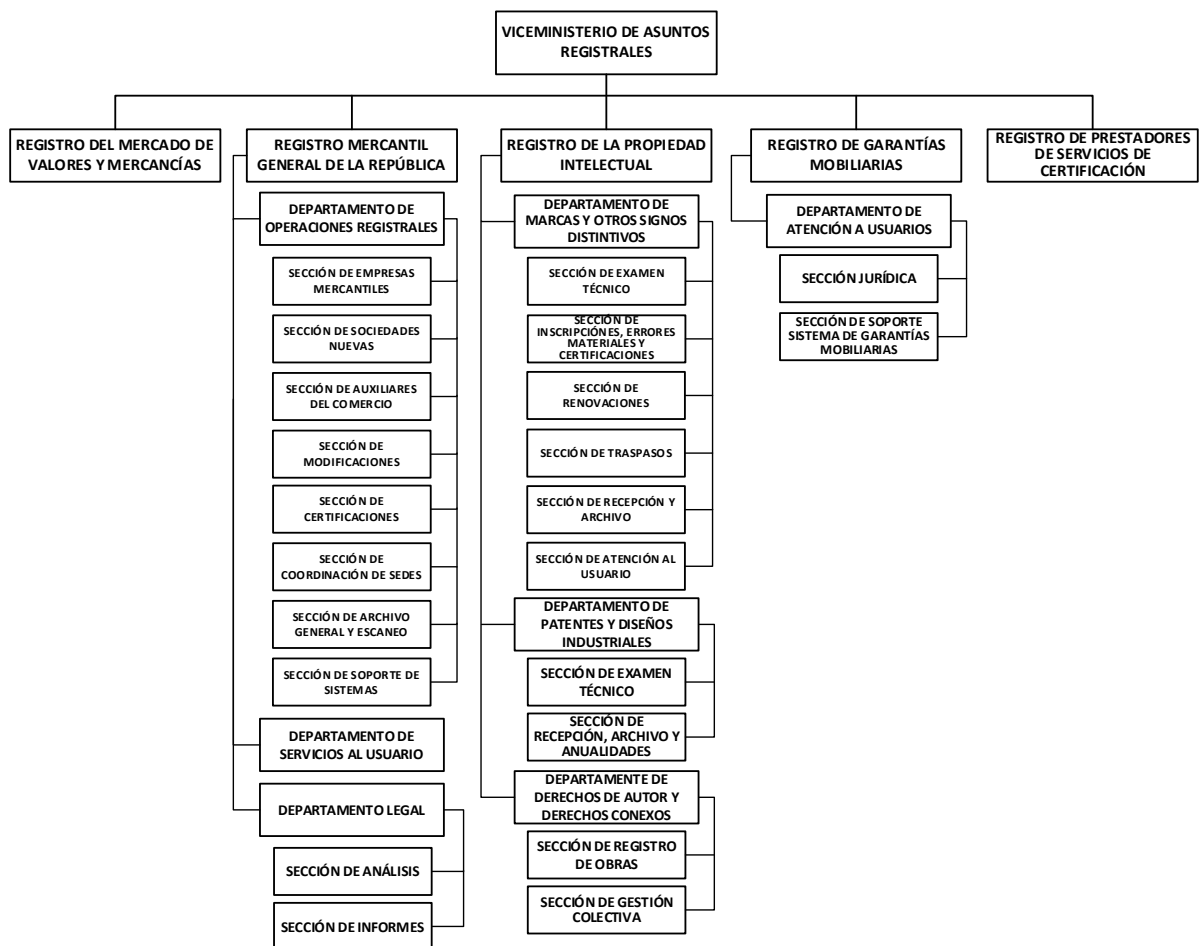 VICEMINISTERIO DE ASUNTOS
REGISTRALES
REGISTRO DEL MERCADO DE
VALORES Y MERCANCÍAS
REGISTRO MERCANTIL
GENERAL DE LA REPÚBLICA
REGISTRO DE LA PROPIEDAD
INTELECTUAL
REGISTRO DE GARANTÍAS
MOBILIARIAS
REGISTRO DE PRESTADORES
DE SERVICIOS DE
CERTIFICACIÓN
DEPARTAMENTO DE
OPERACIONES REGISTRALES
SECCIÓN DE EMPRESAS
MERCANTILES
SECCIÓN DE SOCIEDADES
NUEVAS
SECCIÓN DE AUXILIARES
DEL COMERCIO
SECCIÓN DE
MODIFICACIONES
SECCIÓN DE
CERTIFICACIONES
SECCIÓN DE
COORDINACIÓN DE SEDES
SECCIÓN DE ARCHIVO
GENERAL Y ESCANEO
SECCIÓN DE SOPORTE DE
SISTEMAS
DEPARTAMENTO DE
SERVICIOS AL USUARIO
DEPARTAMENTO LEGAL
SECCIÓN DE ANÁLISIS
SECCIÓN DE INFORMES
DEPARTAMENTO DE
MARCAS Y OTROS SIGNOS
DISTINTIVOS
SECCIÓN DE EXAMEN
TÉCNICO
SECCIÓN DE
INSCRIPCIÓNES, ERRORES
MATERIALES Y CERTIFICACIONES
SECCIÓN DE
RENOVACIONES
SECCIÓN DE TRASPASOS
SECCIÓN DE RECEPCIÓN Y
ARCHIVO
SECCIÓN DE ATENCIÓN AL
USUARIO
DEPARTAMENTO DE
PATENTES Y DISEÑOS
INDUSTRIALES
SECCIÓN DE EXAMEN
TÉCNICO
SECCIÓN DE
RECEPCIÓN, ARCHIVO Y
ANUALIDADES
DEPARTAMENTE DE
DERECHOS DE AUTOR Y
DERECHOS CONEXOS
SECCIÓN DE REGISTRO
DE OBRAS
SECCIÓN DE GESTIÓN
COLECTIVA
DEPARTAMENTO DE
ATENCIÓN A USUARIOS
SECCIÓN JURÍDICA
SECCIÓN DE SOPORTE
SISTEMA DE GARANTÍAS
MOBILIARIAS